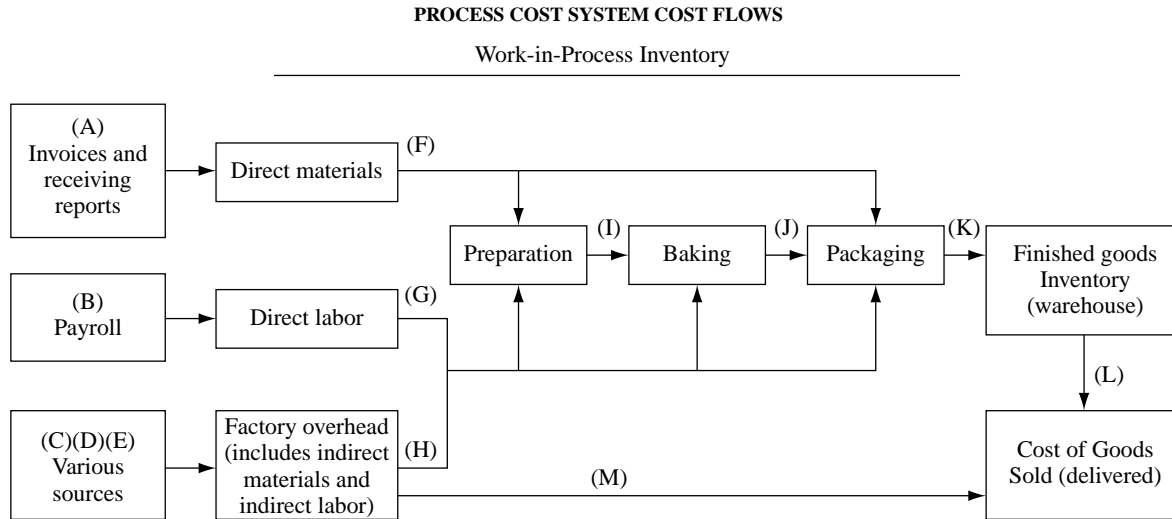 PROCESS COST SYSTEM COST FLOWS
Work-in-Process Inventory
(A)
Invoices and
receiving
reports
Direct materials
(F)
Preparation
(I)
Baking
(J)
Packaging
(K)
Finished goods
Inventory
(warehouse)
(B)
Payroll
Direct labor
(G)
(L)
(C)(D)(E)
Various
sources
Factory overhead
(includes indirect
materials and
indirect labor)
(H)
(M)
Cost of Goods
Sold (delivered)